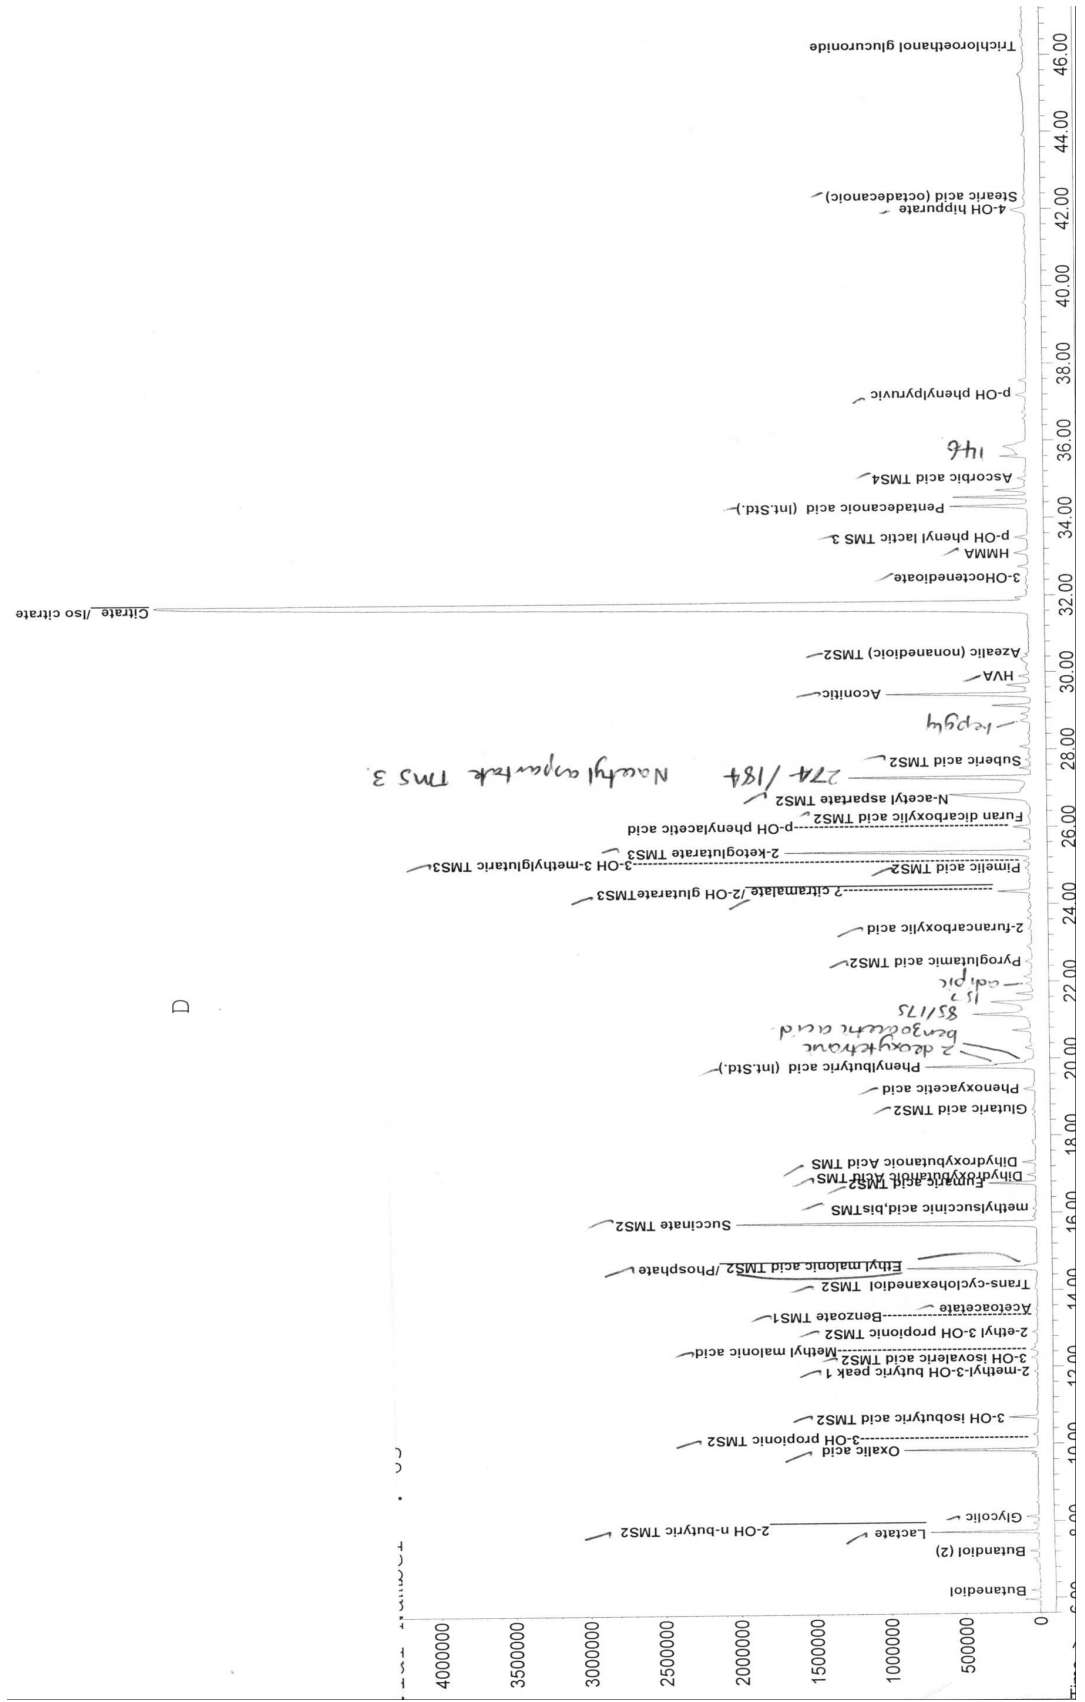 D
Butanediol
Butandiol (2)
Lactate
2-OH n-butyric TMS2
Glycolic
Oxalic acid
3-OH propionic TMS2
3-OH isobutyric acid TMS2
2-methyl-3-OH butyric peak 1
3-OH isovaleric acid TMS2
Methyl malonic acid
2-ethyl 3-OH propionic TMS2
Benzoate TMS1
Acetoacetate
Trans-cyclohexanediol TMS2
Ethyl malonic acid TMS2 /Phosphate
Succinate TMS2
methylsuccinic acid,bisTMS
Fumaric acid TMS2
Dihydroxybutanoic Acid TMS
Dihydroxybutanoic Acid TMS
Glutaric acid TMS2
Phenoxyacetic acid
Phenylbutyric acid (Int.Std.)
2 deoxytetronic
benzoacetic acid
85/175
157
adipic
Pyroglutamic acid TMS2
2-furancarboxylic acid
? citramalate /2-OH glutarateTMS3
Pimelic acid TMS2
3-OH 3-methylglutaric TMS3
2-ketoglutarate TMS3
p-OH phenylacetic acid
Furan dicarboxylic acid TMS2
N-acetyl aspartate TMS2
274/184 Nacetyl aspartate TMS 3
Suberic acid TMS2
Aconitic
HVA
Azealic (nonanedioic) TMS2
Citrate /Iso citrate
3-OHoctenedioate
HMMA
p-OH phenyl lactic TMS 3
Pentadecanoic acid (Int.Std.)
Ascorbic acid TMS4
146
p-OH phenylpyruvic
4-OH hippurate
Stearic acid (octadecanoic)
Trichloroethanol glucuronide
4000000
3500000
3000000
2500000
2000000
1500000
1000000
500000
0
6.00 8.00 10.00 12.00 14.00 16.00 18.00 20.00 22.00 24.00 26.00 28.00 30.00 32.00 34.00 36.00 38.00 40.00 42.00 44.00 46.00